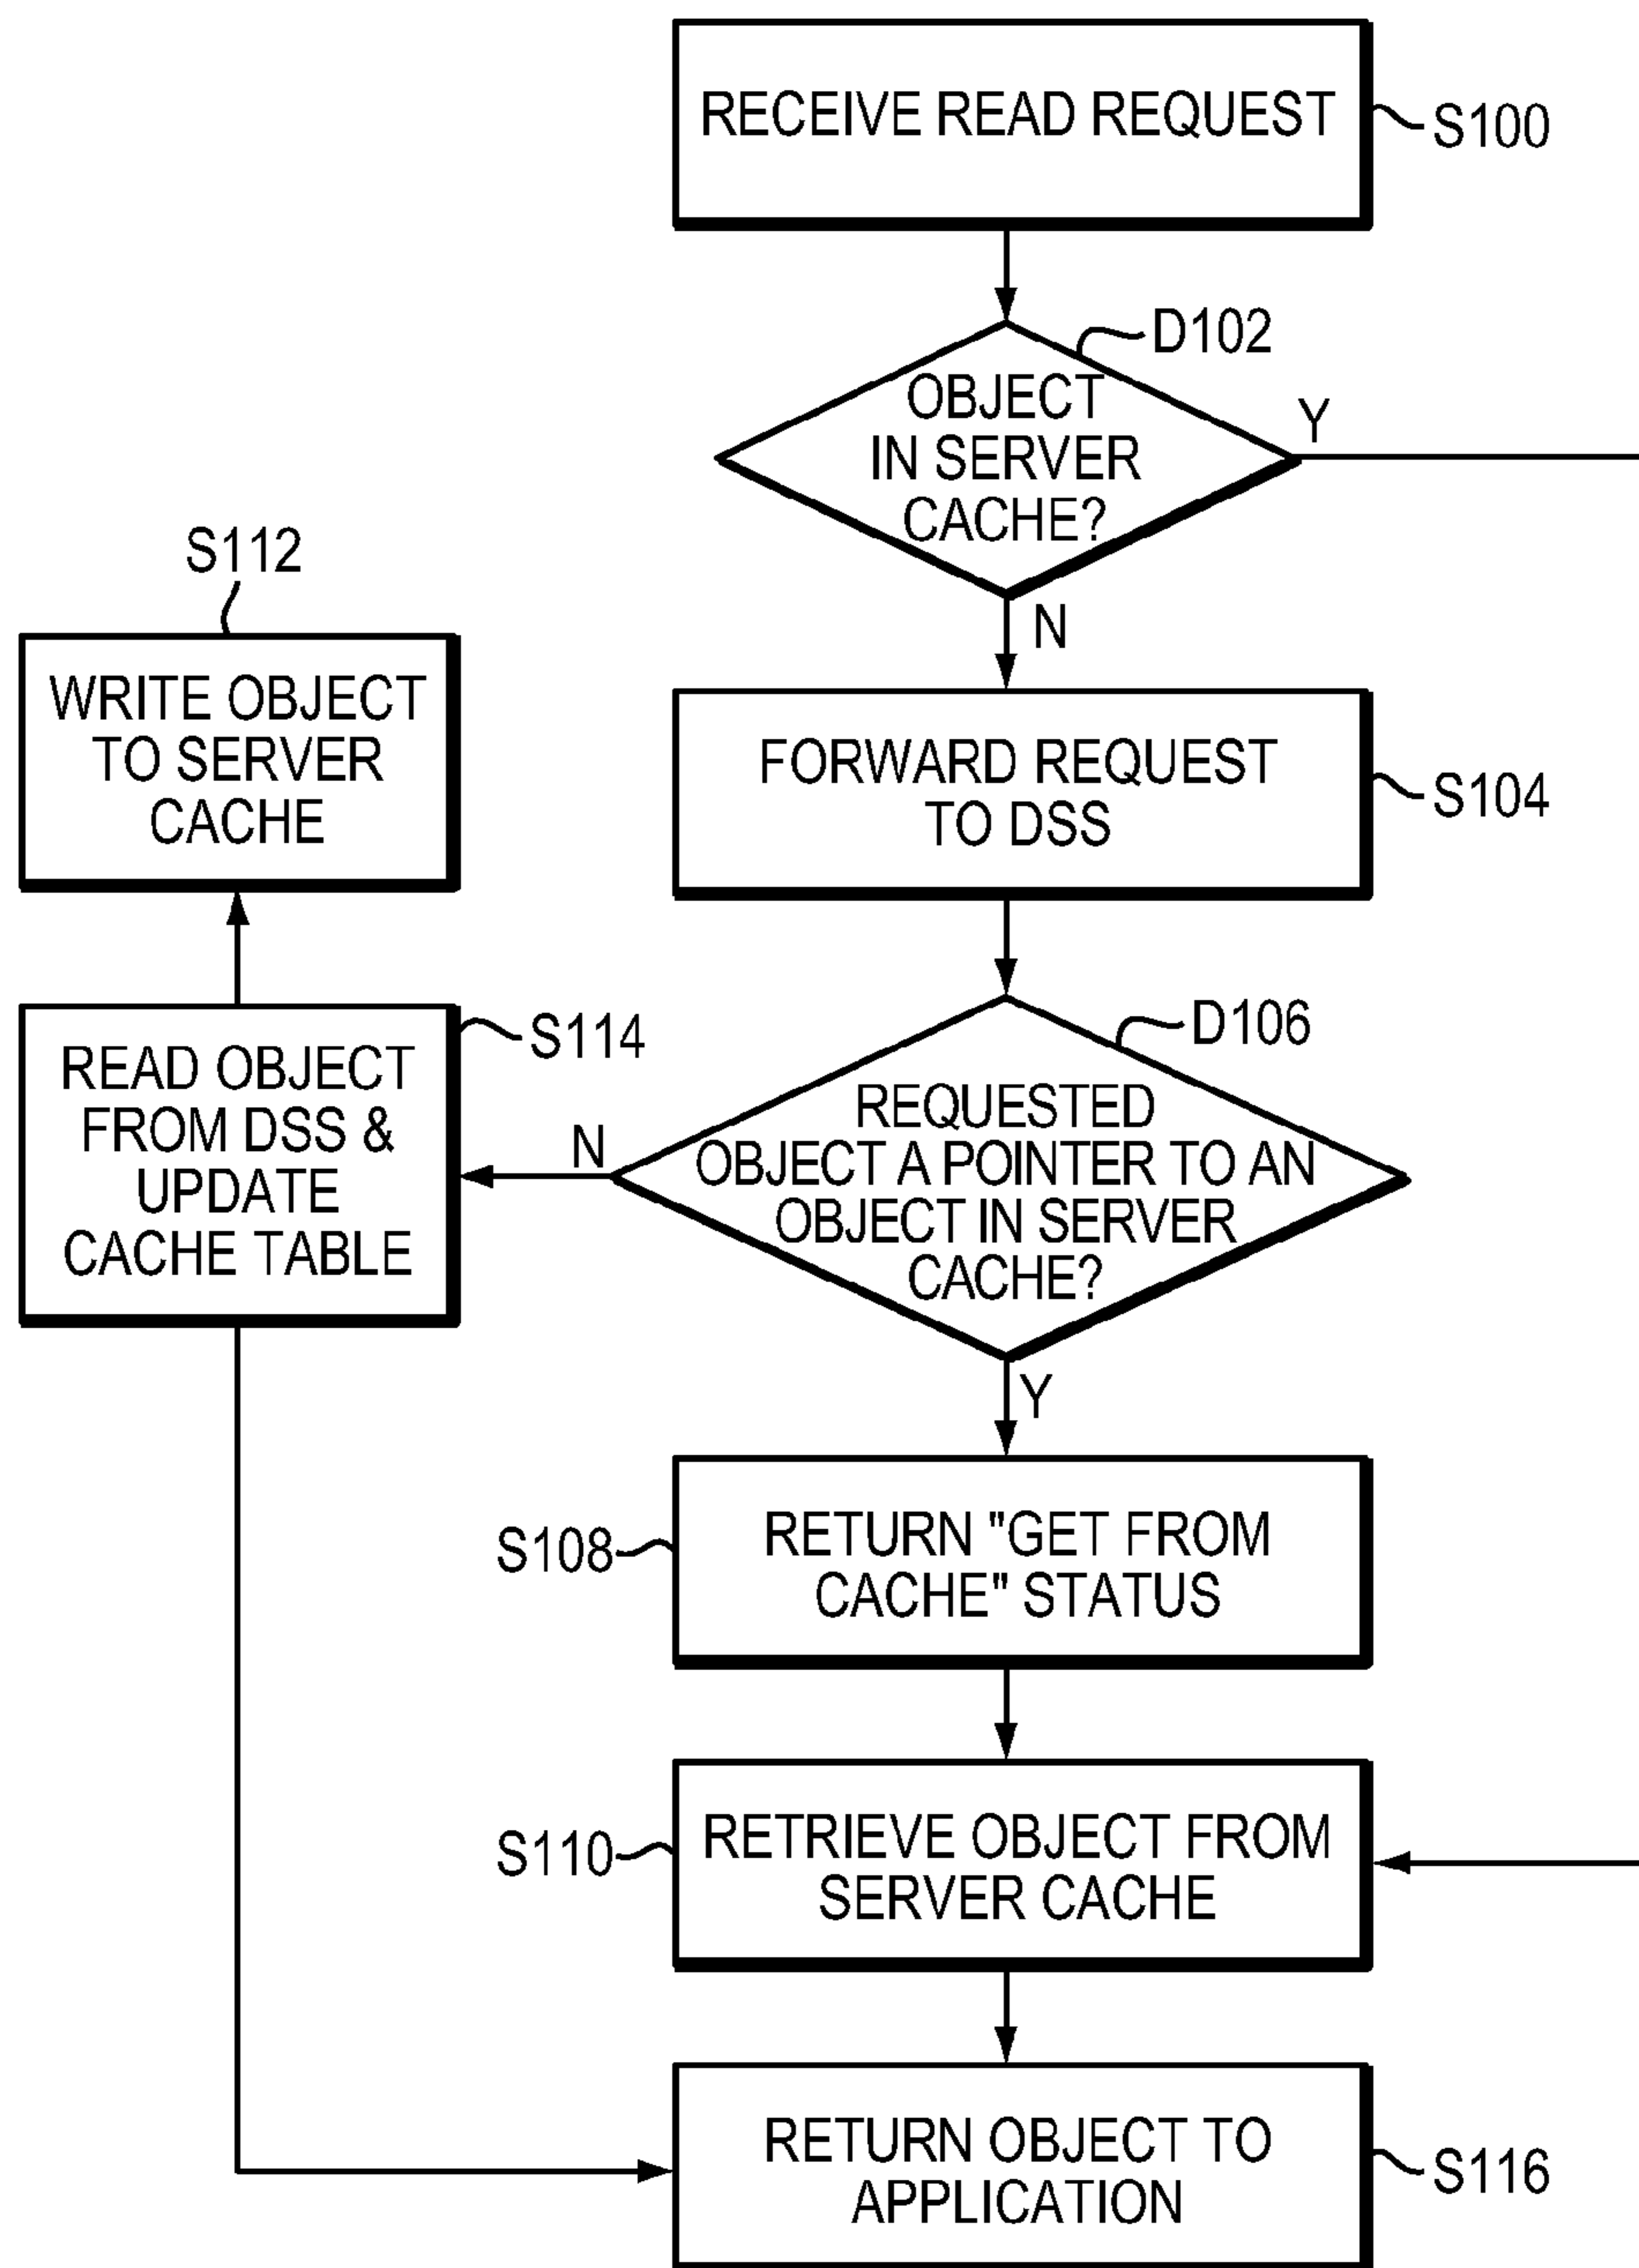 RECEIVE READ REQUEST
S100
D102
OBJECT
IN SERVER
CACHE?
Y
N
S112
WRITE OBJECT
TO SERVER
CACHE
FORWARD REQUEST
TO DSS
S104
S114
READ OBJECT
FROM DSS &
UPDATE
CACHE TABLE
N
D106
REQUESTED
OBJECT A POINTER TO AN
OBJECT IN SERVER
CACHE?
Y
S108
RETURN "GET FROM
CACHE" STATUS
S110
RETRIEVE OBJECT FROM
SERVER CACHE
RETURN OBJECT TO
APPLICATION
S116